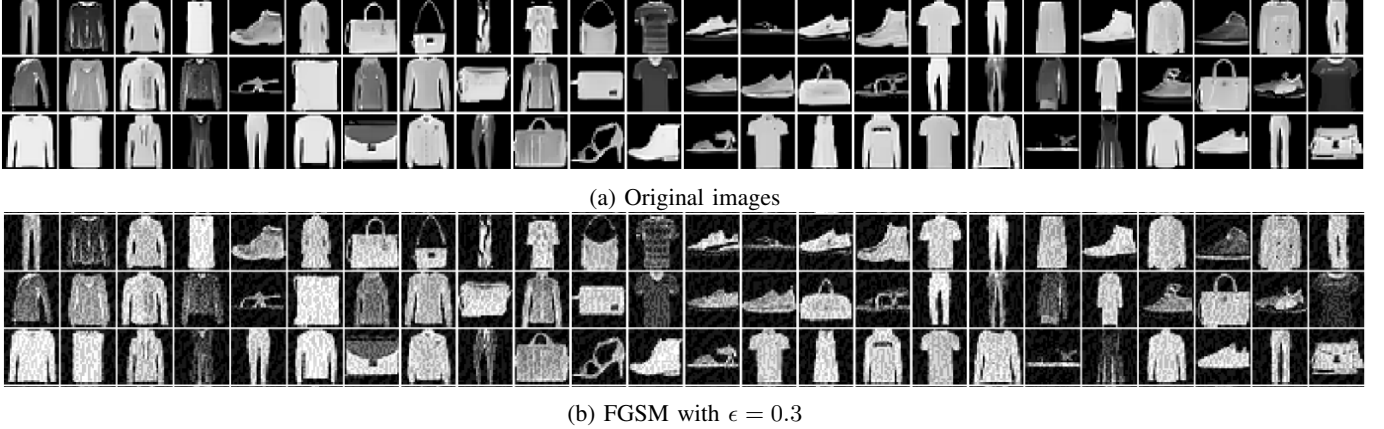 (a) Original images
(b) FGSM with ϵ = 0.3